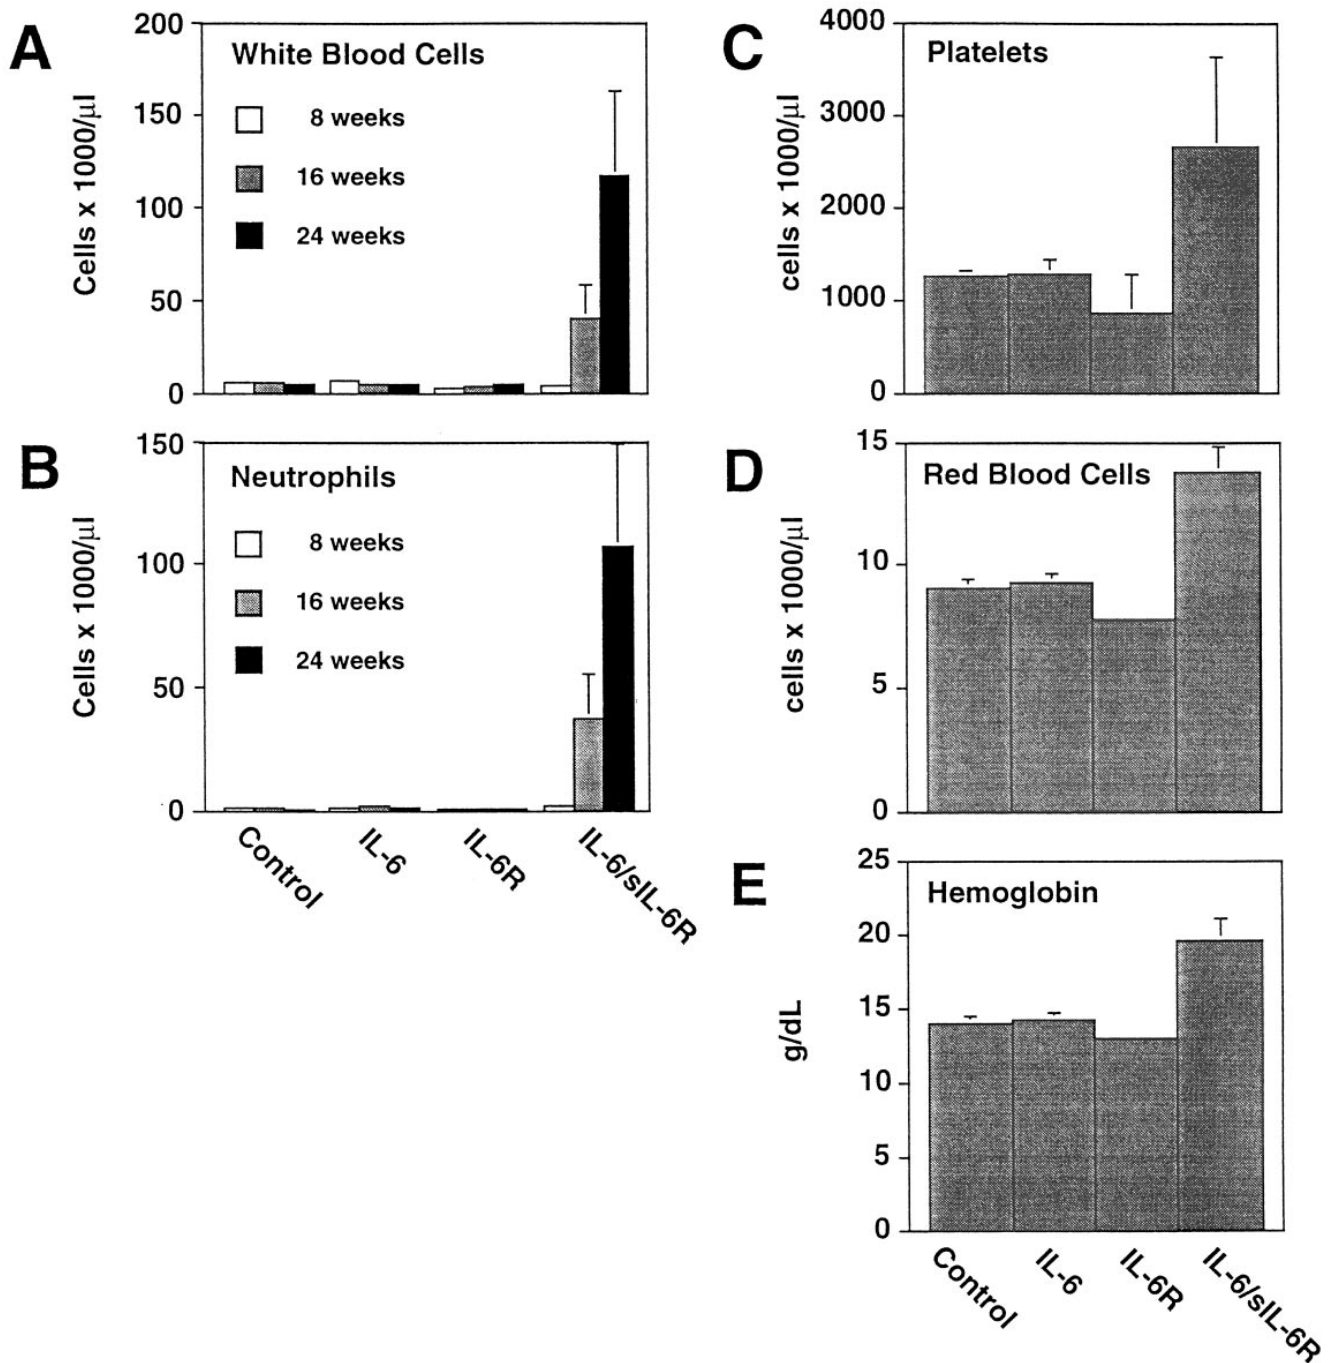 A
200
150
100
50
0
Cells x 1000/μl
White Blood Cells
8 weeks
16 weeks
24 weeks
B
150
100
50
0
Cells x 1000/μl
Neutrophils
8 weeks
16 weeks
24 weeks
Control
IL-6
IL-6R
IL-6/sIL-6R
C
4000
3000
2000
1000
0
cells x 1000/μl
Platelets
D
15
10
5
0
cells x 1000/μl
Red Blood Cells
E
25
20
15
10
5
0
g/dL
Hemoglobin
Control
IL-6
IL-6R
IL-6/sIL-6R